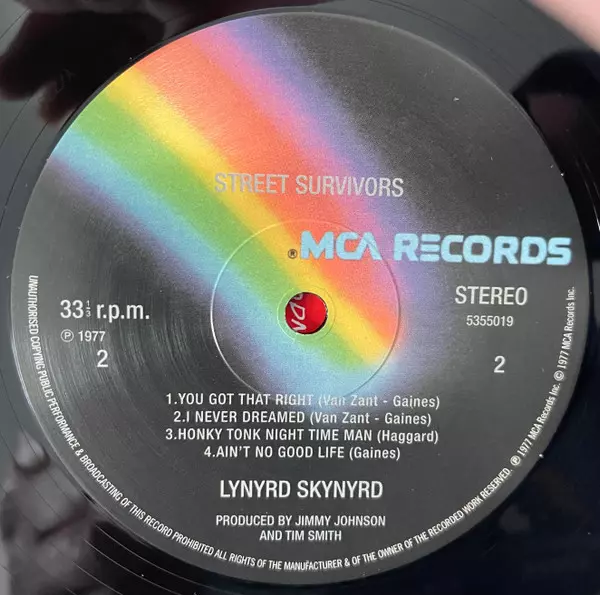 STREET SURVIVORS
® MCA RECORDS
33 1/3 r.p.m.
STEREO
℗ 1977
5355019
2
2
1.YOU GOT THAT RIGHT (Van Zant - Gaines)
2.I NEVER DREAMED (Van Zant - Gaines)
3.HONKY TONK NIGHT TIME MAN (Haggard)
4.AIN'T NO GOOD LIFE (Gaines)
LYNYRD SKYNYRD
PRODUCED BY JIMMY JOHNSON
AND TIM SMITH
UNAUTHORISED COPYING PUBLIC PERFORMANCE & BROADCASTING OF THIS RECORD PROHIBITED ALL RIGHTS OF THE MANUFACTURER & OF THE OWNER OF THE RECORDED WORK RESERVED. ℗ 1977 MCA Records Inc. © 1977 MCA Records Inc.